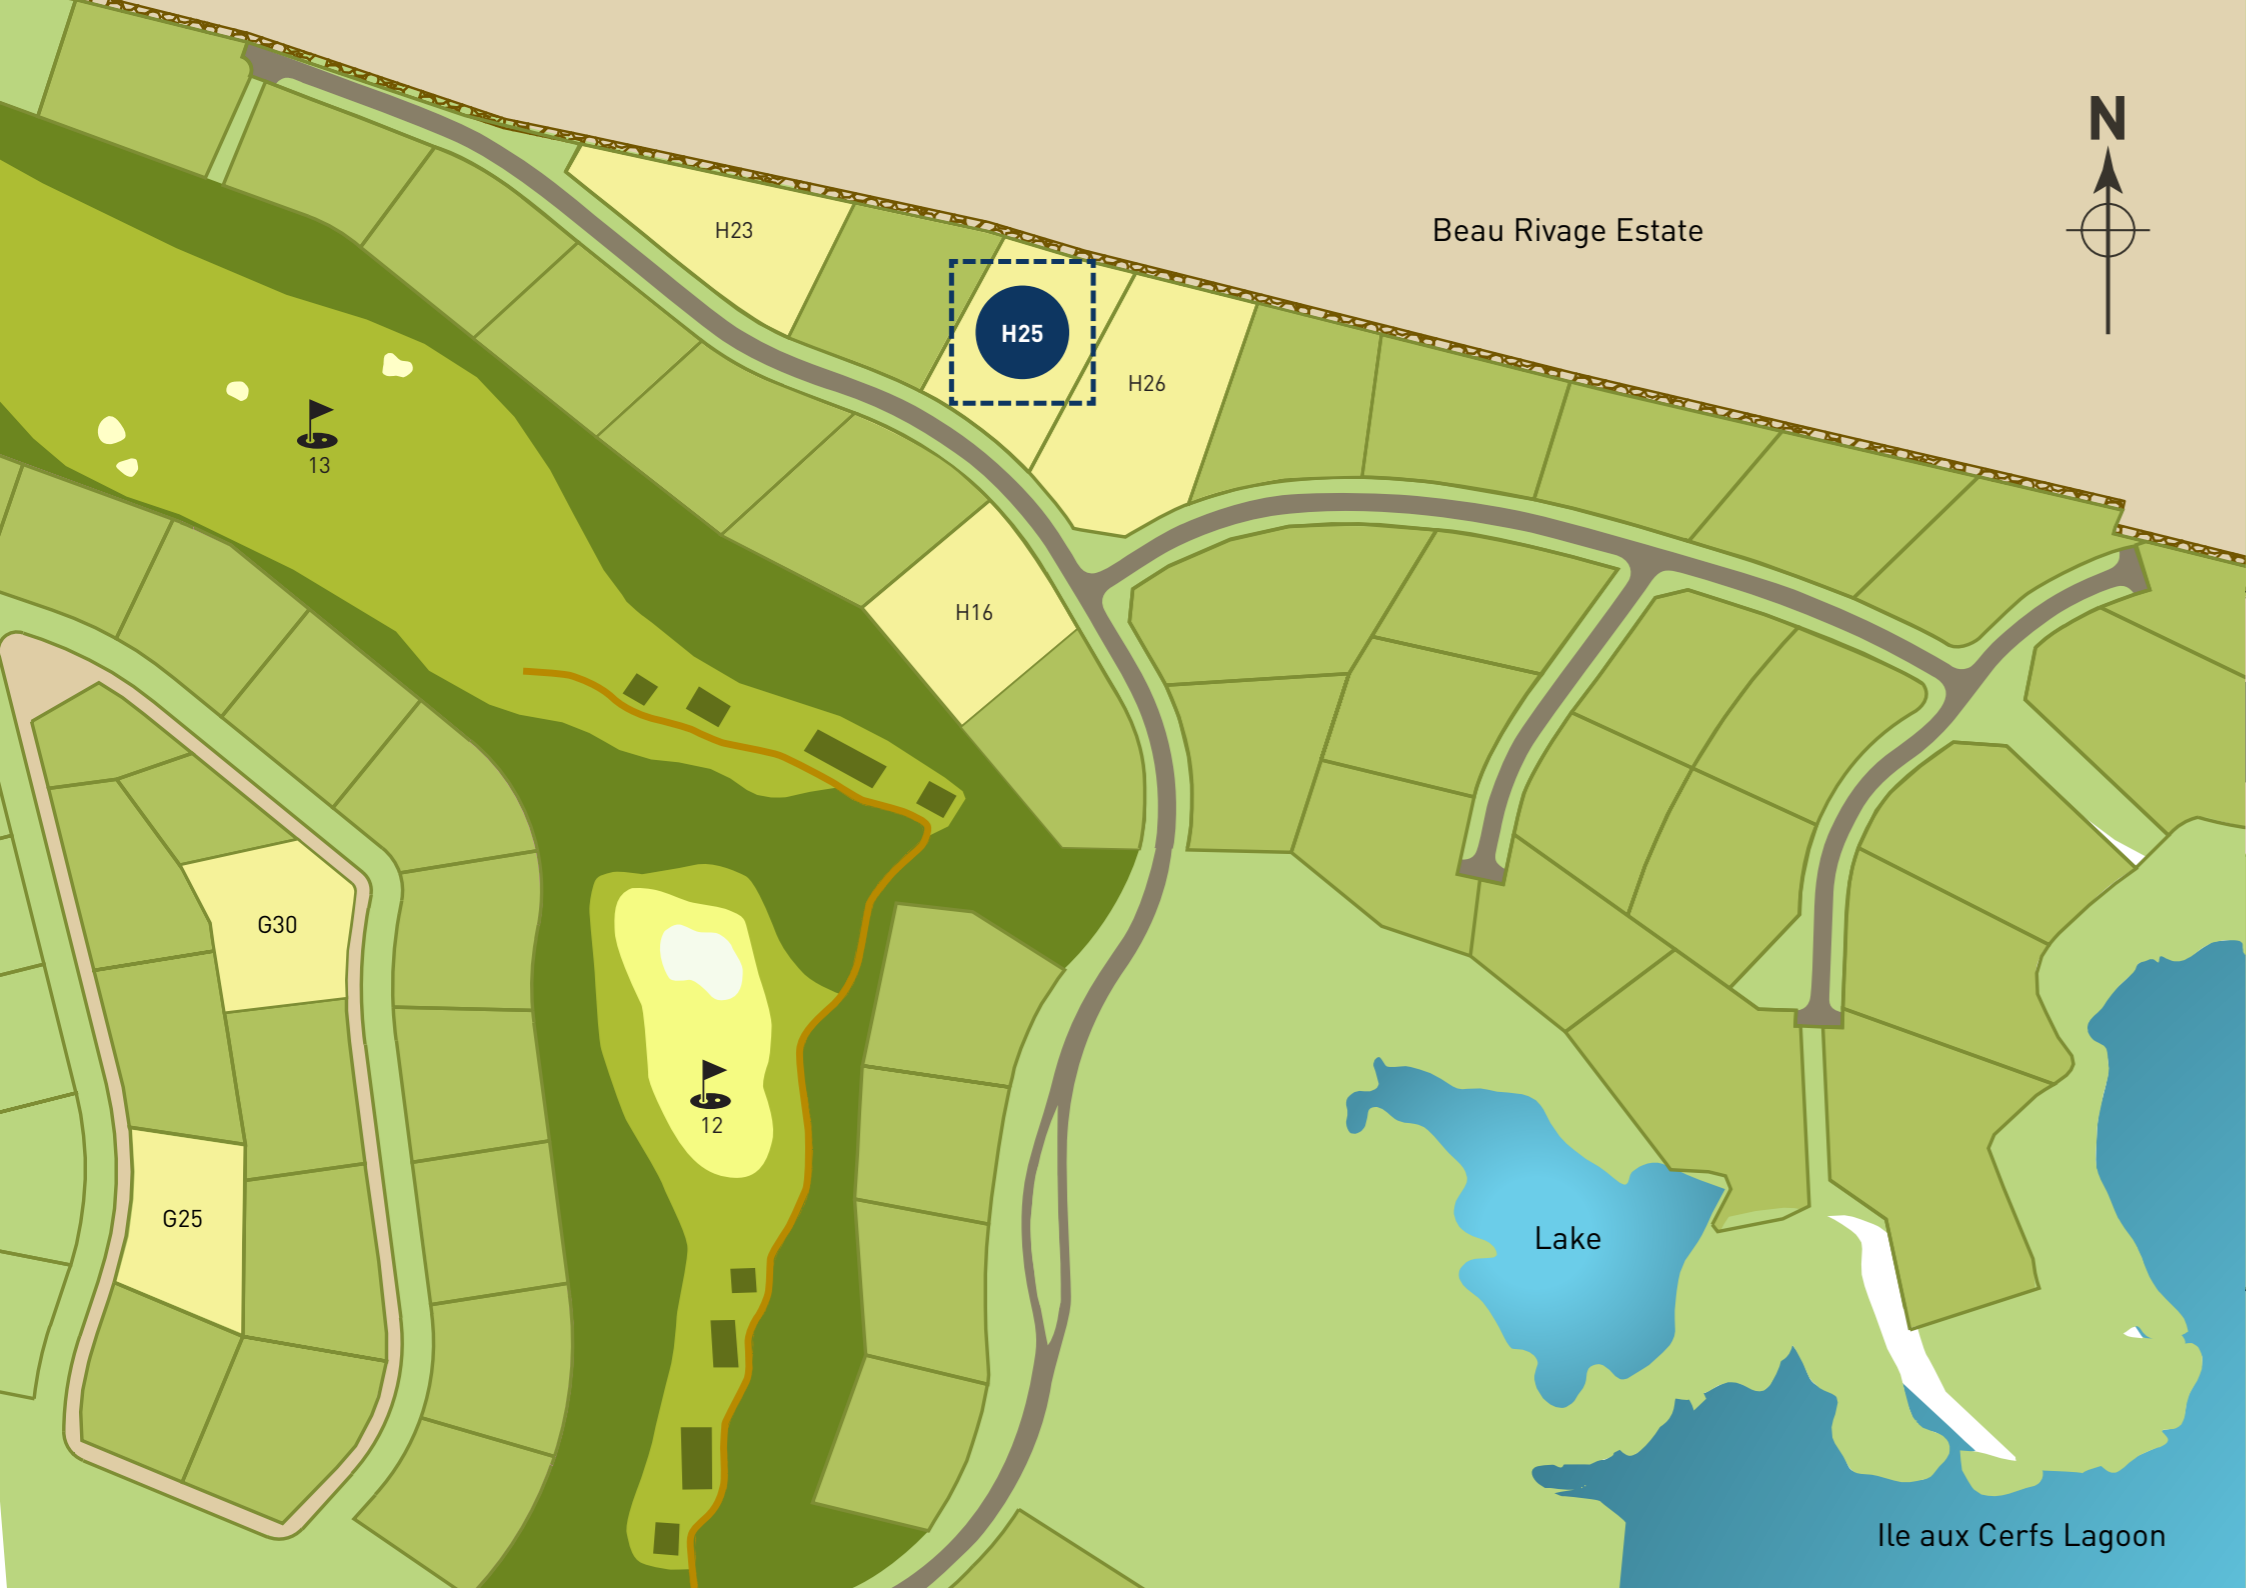 N
H23
Beau Rivage Estate
H25
H26
13
H16
G30
12
G25
Lake
Ile aux Cerfs Lagoon